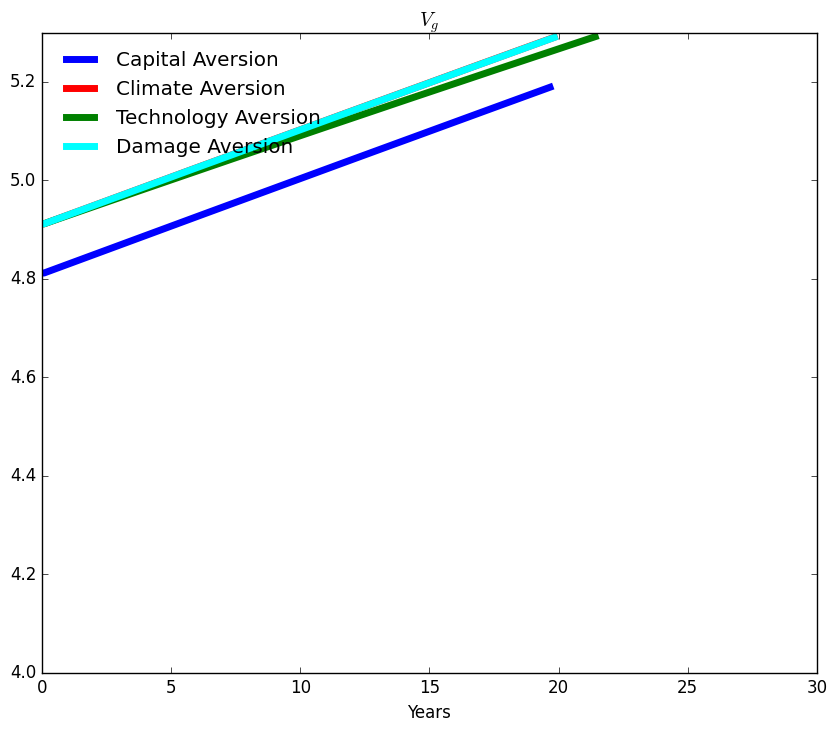 V_g
Capital Aversion
Climate Aversion
Technology Aversion
Damage Aversion
5.2
5.0
4.8
4.6
4.4
4.2
4.0
0 5 10 15 20 25 30
Years